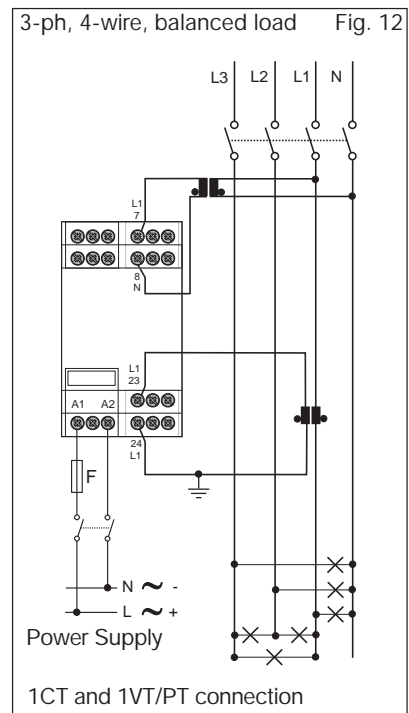 3-ph, 4-wire, balanced load Fig. 12
L3 L2 L1 N
L1
7
8
N
L1
23
A1 A2
24
L1
F
N ~ -
L ~ +
Power Supply
1CT and 1VT/PT connection